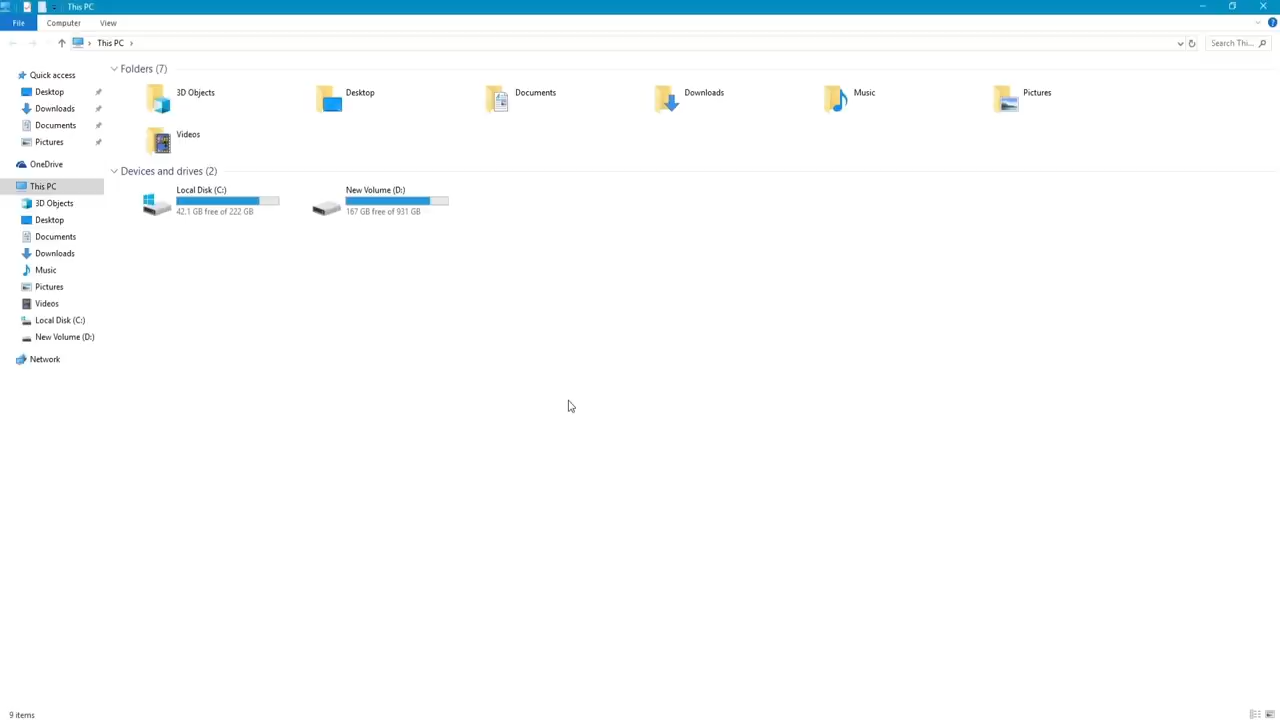 This PC
File Computer View
This PC
Search Thi...
Quick access
Desktop
Downloads
Documents
Pictures
OneDrive
This PC
3D Objects
Desktop
Documents
Downloads
Music
Pictures
Videos
Local Disk (C:)
New Volume (D:)
Network
Folders (7)
3D Objects
Desktop
Documents
Downloads
Music
Pictures
Videos
Devices and drives (2)
Local Disk (C:)
42.1 GB free of 222 GB
New Volume (D:)
167 GB free of 931 GB
9 items